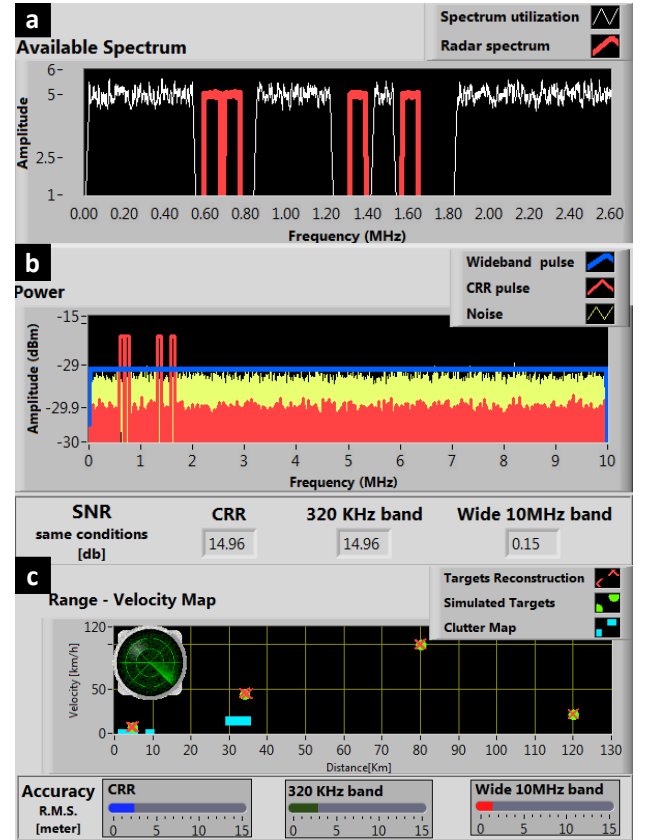 a
Spectrum utilization
Available Spectrum
Radar spectrum
6-
5-
2.5-
1-
Amplitude
0.00 0.20 0.40 0.60 0.80 1.00 1.20 1.40 1.60 1.80 2.00 2.20 2.40 2.60
Frequency (MHz)
b
Wideband pulse
Power
CRR pulse
Noise
-15
-29
-29.9
-30
Amplitude (dBm)
0 1 2 3 4 5 6 7 8 9 10
Frequency (MHz)
SNR CRR 320 KHz band Wide 10MHz band
same conditions
[db]
14.96 14.96 0.15
c
Targets Reconstruction
Range - Velocity Map
Simulated Targets
Clutter Map
120-
50-
0-
Velocity [km/h]
0 10 20 30 40 50 60 70 80 90 100 110 120 130
Distance[Km]
Accuracy CRR 320 KHz band Wide 10MHz band
R.M.S.
[meter]
0 5 10 15 0 5 10 15 0 5 10 15